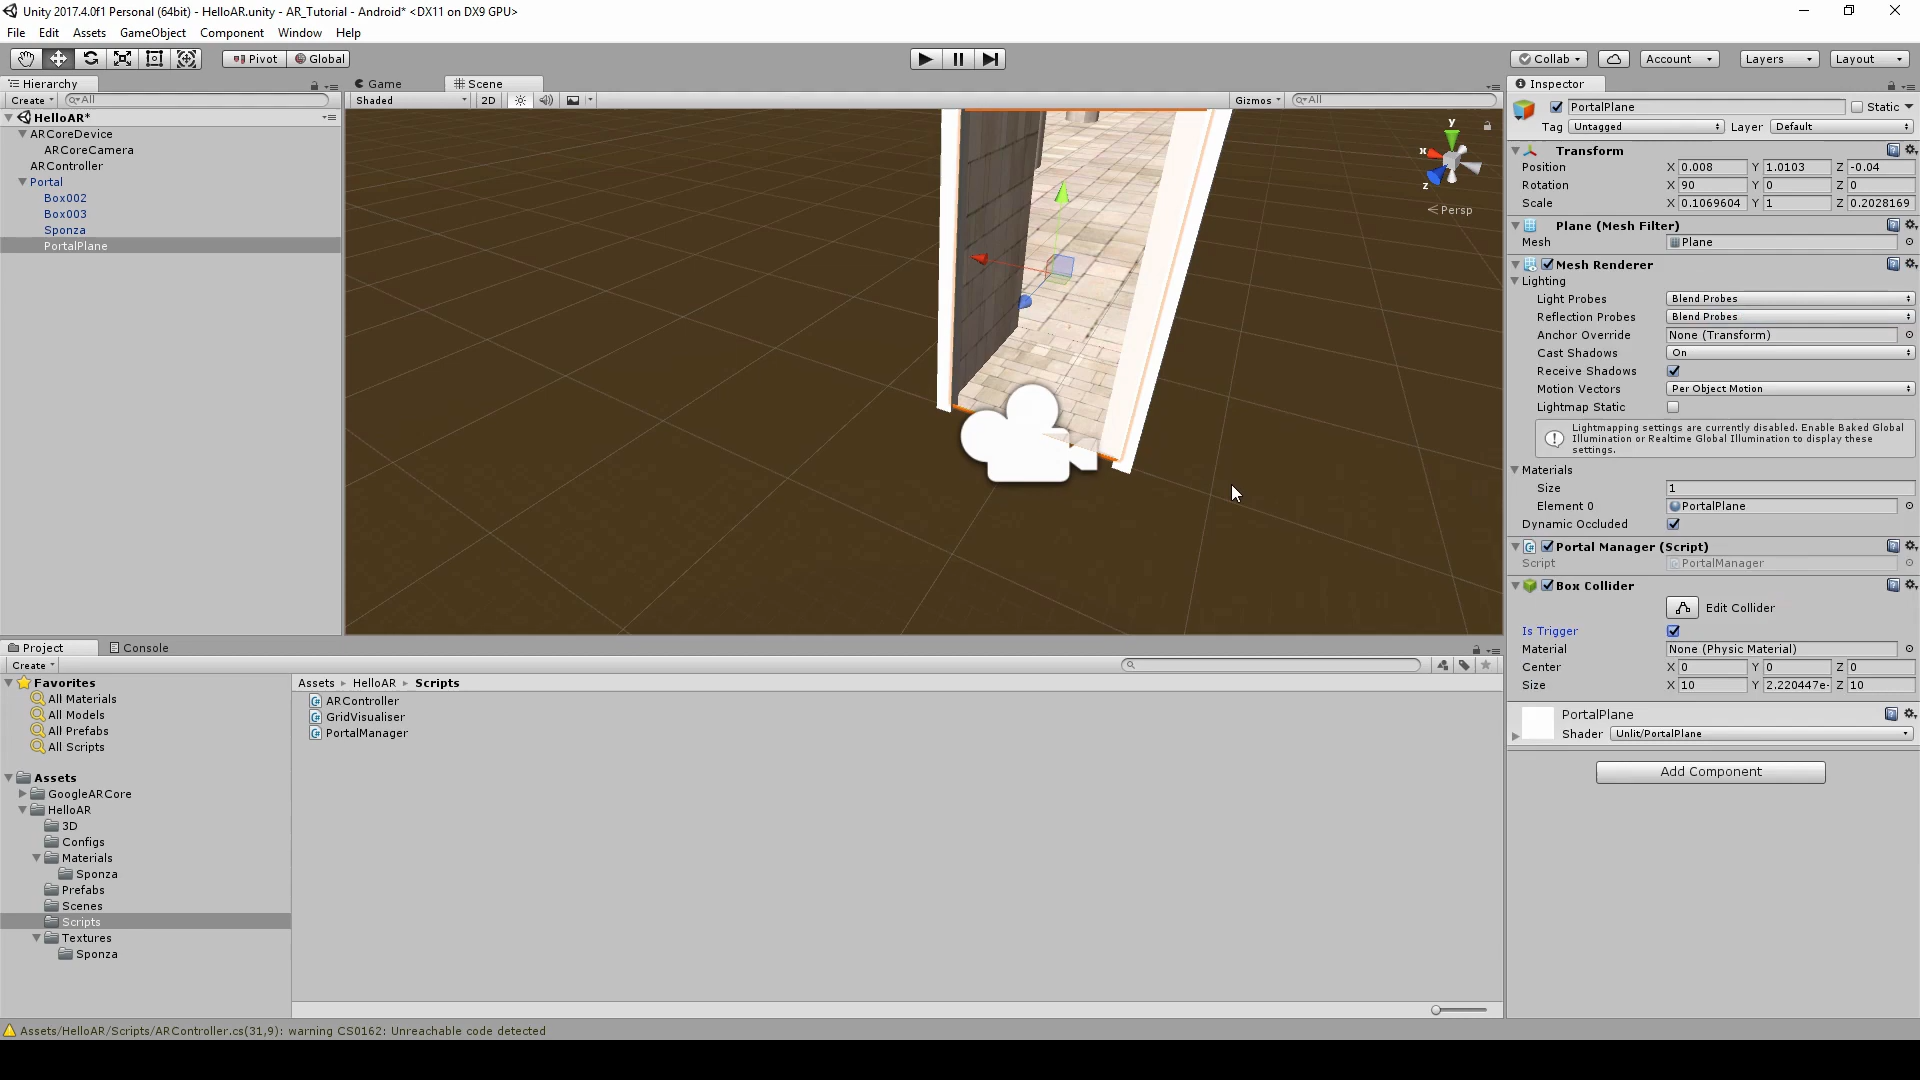 Unity 2017.4.0f1 Personal (64bit) - HelloAR.unity - AR_Tutorial - Android* <DX11 on DX9 GPU>
File Edit Assets GameObject Component Window Help
Pivot Global Collab Account Layers Layout
Hierarchy
Create All
HelloAR*
ARCoreDevice
ARCoreCamera
ARController
Portal
Box002
Box003
Sponza
PortalPlane
Game Scene
Shaded 2D Gizmos All
y
x
z
Persp
Inspector
PortalPlane Static
Tag Untagged Layer Default
Transform
Position X 0.008 Y 1.0103 Z -0.04
Rotation X 90 Y 0 Z 0
Scale X 0.1069604 Y 1 Z 0.2028169
Plane (Mesh Filter)
Mesh Plane
Mesh Renderer
Lighting
Light Probes Blend Probes
Reflection Probes Blend Probes
Anchor Override None (Transform)
Cast Shadows On
Receive Shadows
Motion Vectors Per Object Motion
Lightmap Static
Lightmapping settings are currently disabled. Enable Baked Global
Illumination or Realtime Global Illumination to display these
settings.
Materials
Size 1
Element 0 PortalPlane
Dynamic Occluded
Portal Manager (Script)
Script PortalManager
Box Collider
Edit Collider
Is Trigger
Material None (Physic Material)
Center X 0 Y 0 Z 0
Size X 10 Y 2.220447e- Z 10
PortalPlane
Shader Unlit/PortalPlane
Add Component
Project Console
Create
Favorites
All Materials
All Models
All Prefabs
All Scripts
Assets
GoogleARCore
HelloAR
3D
Configs
Materials
Sponza
Prefabs
Scenes
Scripts
Textures
Sponza
Assets ▸ HelloAR ▸ Scripts
ARController
GridVisualiser
PortalManager
Assets/HelloAR/Scripts/ARController.cs(31,9): warning CS0162: Unreachable code detected